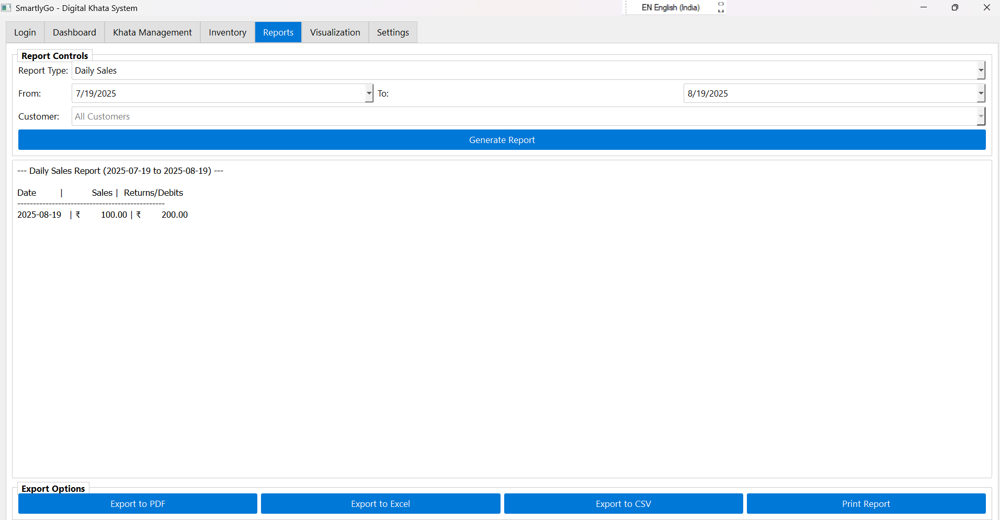 SmartlyGo - Digital Khata System
EN English (India)
Login Dashboard Khata Management Inventory Reports Visualization Settings
Report Controls
Report Type: Daily Sales
From: 7/19/2025 To: 8/19/2025
Customer: All Customers
Generate Report
--- Daily Sales Report (2025-07-19 to 2025-08-19) ---
Date | Sales | Returns/Debits
-----------------------------------------------
2025-08-19 | ₹ 100.00 | ₹ 200.00
Export Options
Export to PDF Export to Excel Export to CSV Print Report